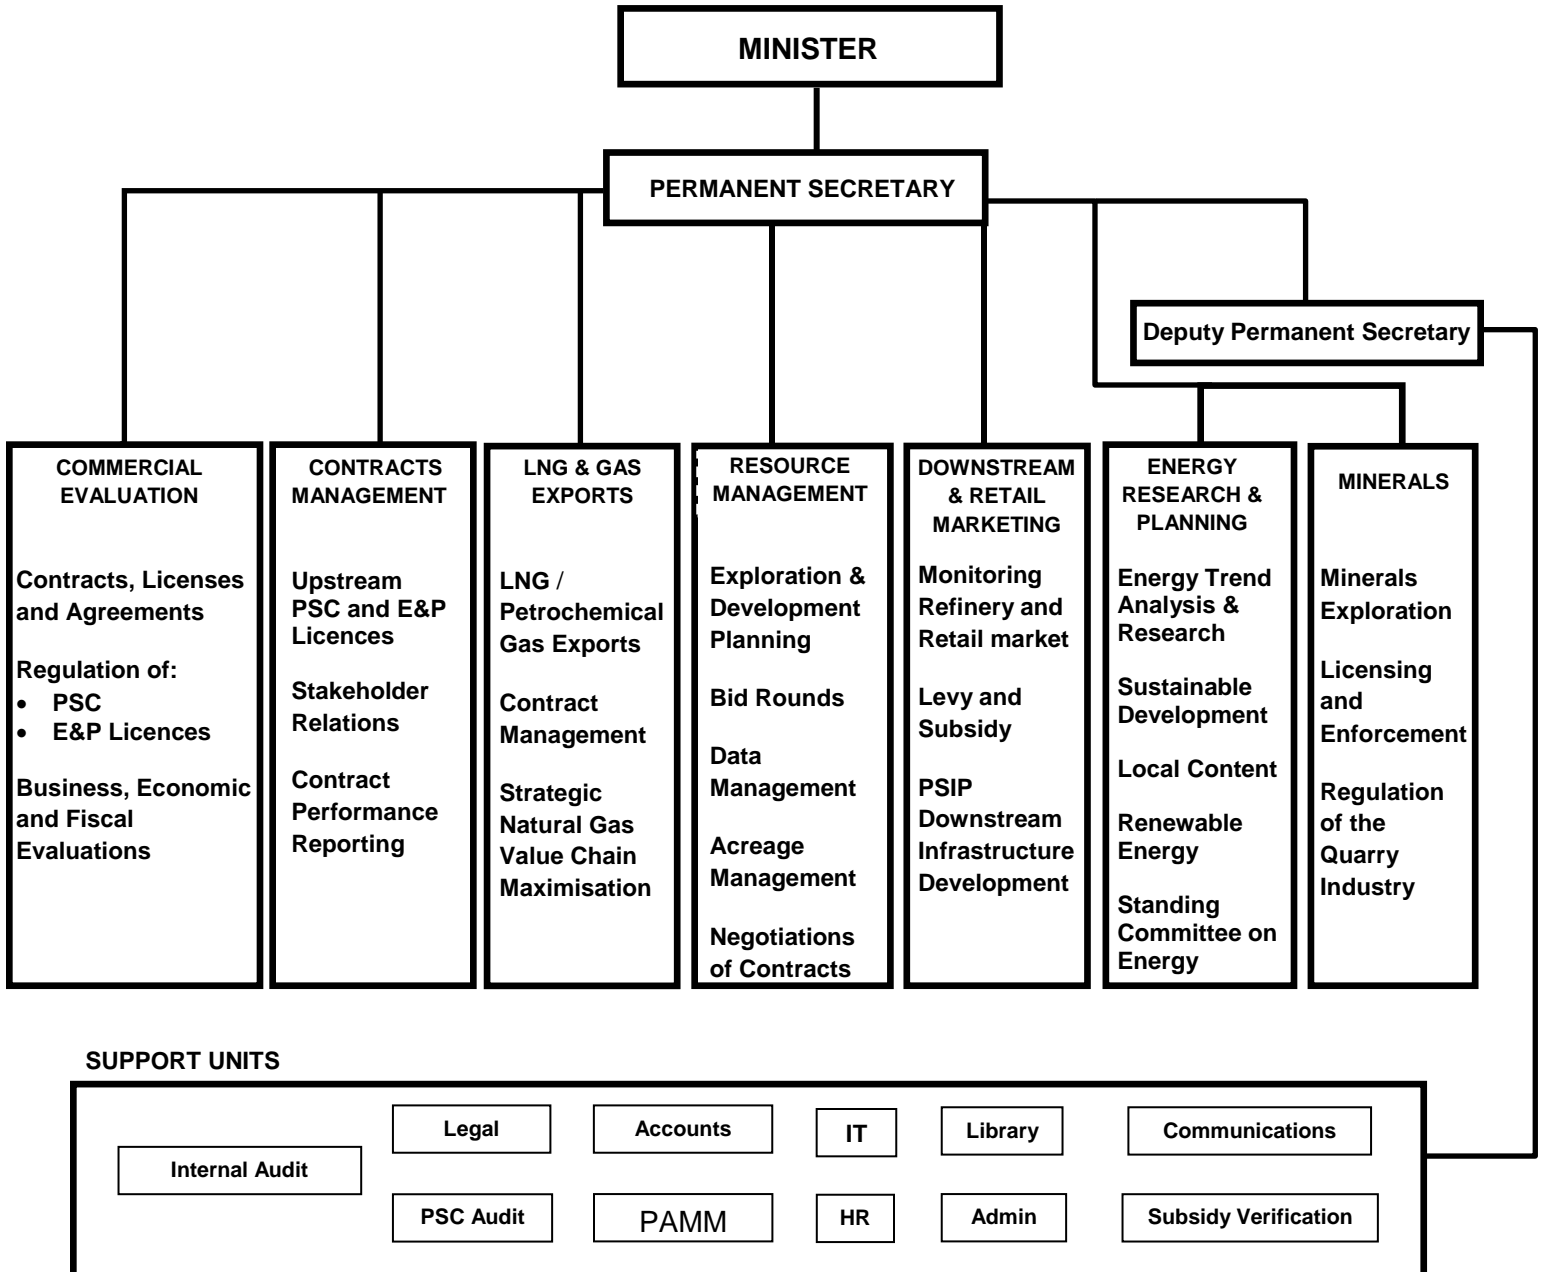 MINISTER
PERMANENT SECRETARY
Deputy Permanent Secretary
COMMERCIAL
EVALUATION
Contracts, Licenses
and Agreements
Regulation of:
• PSC
• E&P Licences
Business, Economic
and Fiscal
Evaluations
CONTRACTS
MANAGEMENT
Upstream
PSC and E&P
Licences
Stakeholder
Relations
Contract
Performance
Reporting
LNG & GAS
EXPORTS
LNG /
Petrochemical
Gas Exports
Contract
Management
Strategic
Natural Gas
Value Chain
Maximisation
RESOURCE
MANAGEMENT
Exploration &
Development
Planning
Bid Rounds
Data
Management
Acreage
Management
Negotiations
of Contracts
DOWNSTREAM
& RETAIL
MARKETING
Monitoring
Refinery and
Retail market
Levy and
Subsidy
PSIP
Downstream
Infrastructure
Development
ENERGY
RESEARCH &
PLANNING
Energy Trend
Analysis &
Research
Sustainable
Development
Local Content
Renewable
Energy
Standing
Committee on
Energy
MINERALS
Minerals
Exploration
Licensing
and
Enforcement
Regulation
of the
Quarry
Industry
SUPPORT UNITS
Internal Audit
Legal
Accounts
IT
Library
Communications
PSC Audit
PAMM
HR
Admin
Subsidy Verification